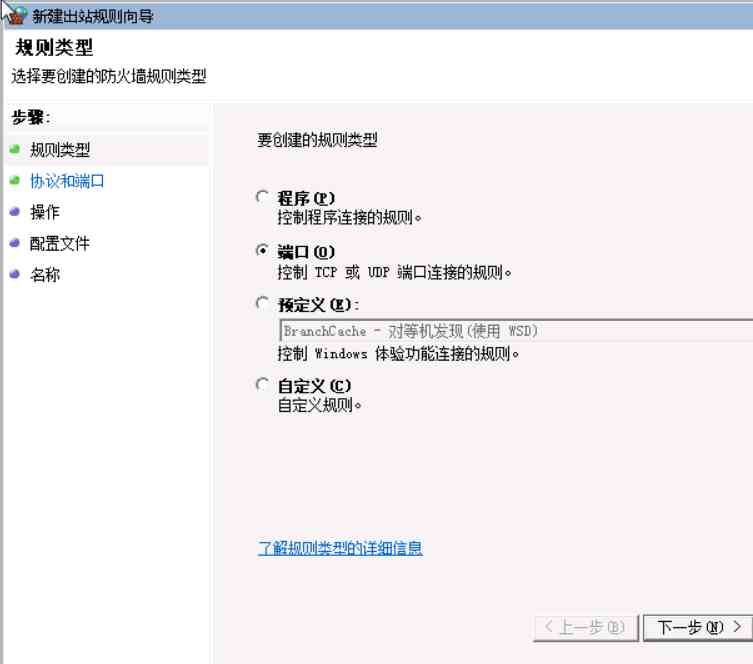 新建出站规则向导
规则类型
选择要创建的防火墙规则类型
步骤:
规则类型
协议和端口
操作
配置文件
名称
要创建的规则类型
程序(P)
控制程序连接的规则。
端口(O)
控制 TCP 或 UDP 端口连接的规则。
预定义(E):
BranchCache - 对等机发现(使用 WSD)
控制 Windows 体验功能连接的规则。
自定义(C)
自定义规则。
了解规则类型的详细信息
< 上一步(B)
下一步(N) >